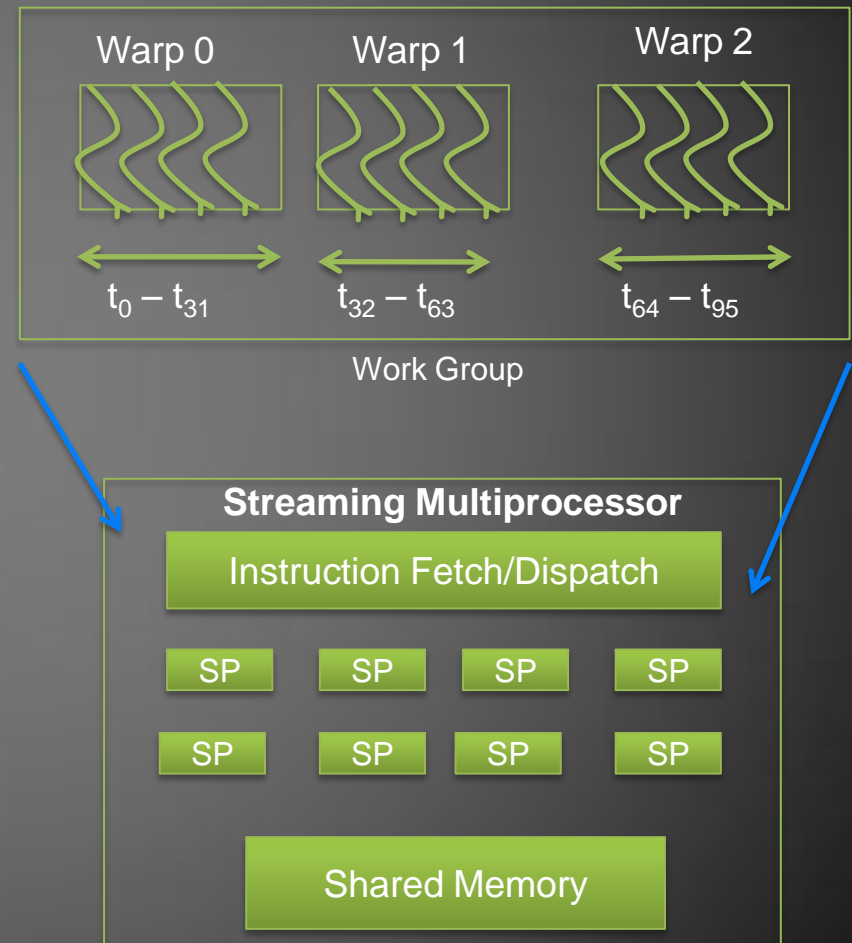 Warp 0 Warp 1 Warp 2
t0 – t31 t32 – t63 t64 – t95
Work Group
Streaming Multiprocessor
Instruction Fetch/Dispatch
SP SP SP SP
SP SP SP SP
Shared Memory